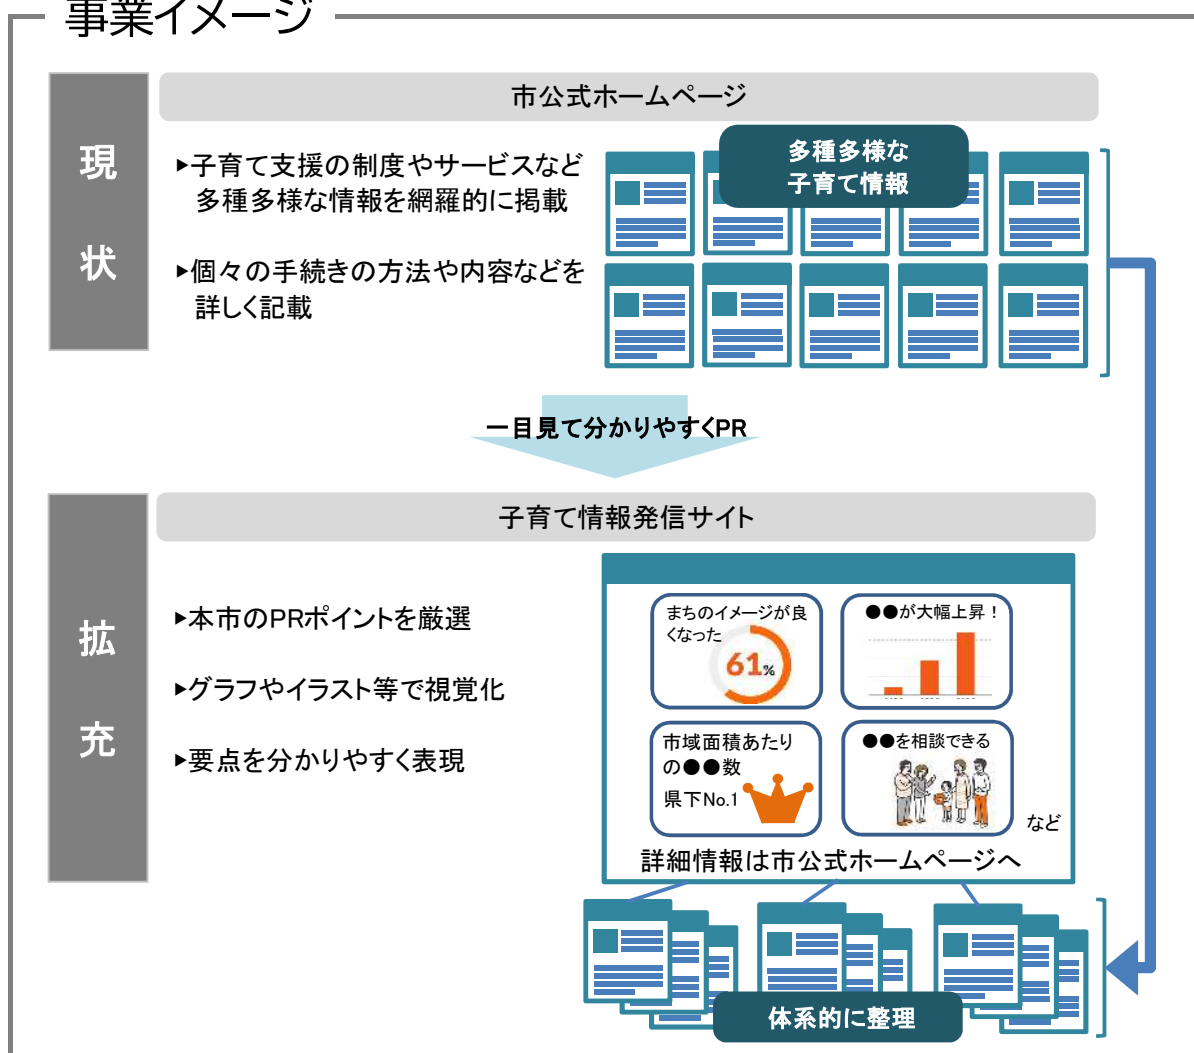 事業イメージ
現
状
市公式ホームページ
▶子育て支援の制度やサービスなど
多種多様な情報を網羅的に掲載
▶個々の手続きの方法や内容などを
詳しく記載
多種多様な
子育て情報
一目見て分かりやすくPR
拡
充
子育て情報発信サイト
▶本市のPRポイントを厳選
▶グラフやイラスト等で視覚化
▶要点を分かりやすく表現
まちのイメージが良
くなった
61%
●●が大幅上昇！
市域面積あたり
の●●数
県下No.1
●●を相談できる
など
詳細情報は市公式ホームページへ
体系的に整理